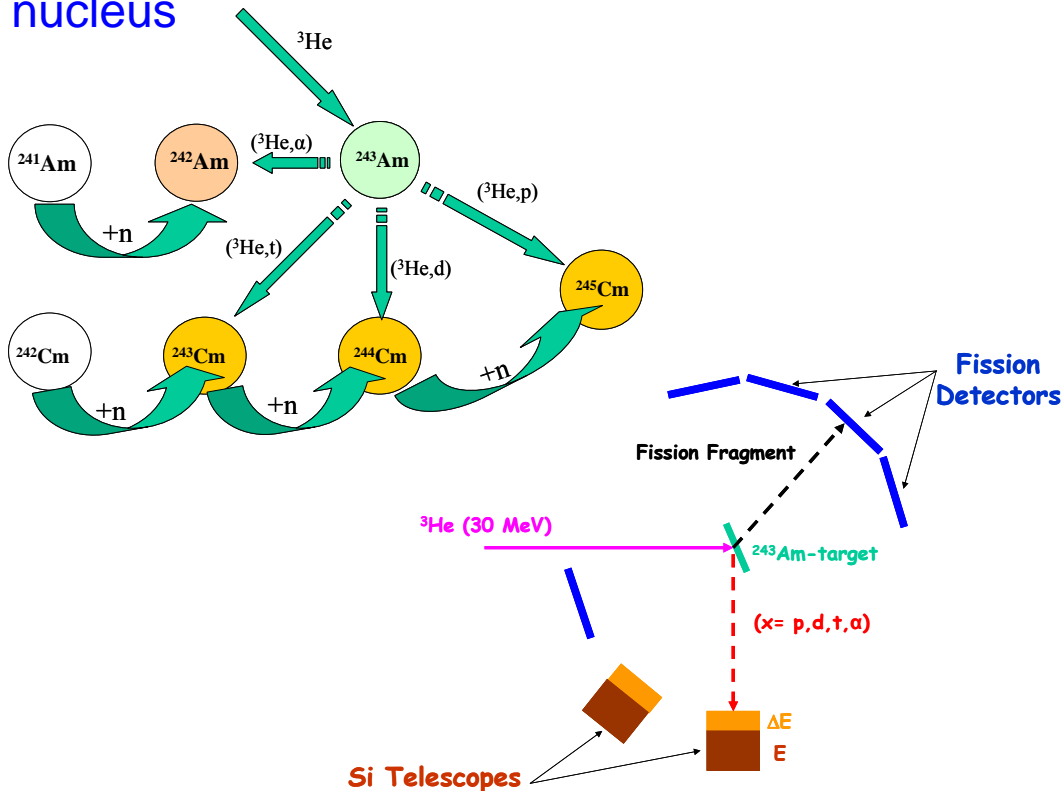 nucleus
³He
²⁴¹Am
²⁴²Am
(³He,α)
²⁴³Am
(³He,p)
+n
(³He,t)
(³He,d)
²⁴⁵Cm
²⁴²Cm
²⁴³Cm
²⁴⁴Cm
+n
+n
+n
Fission
Detectors
Fission Fragment
³He (30 MeV)
²⁴³Am-target
(x= p,d,t,α)
ΔE
E
Si Telescopes